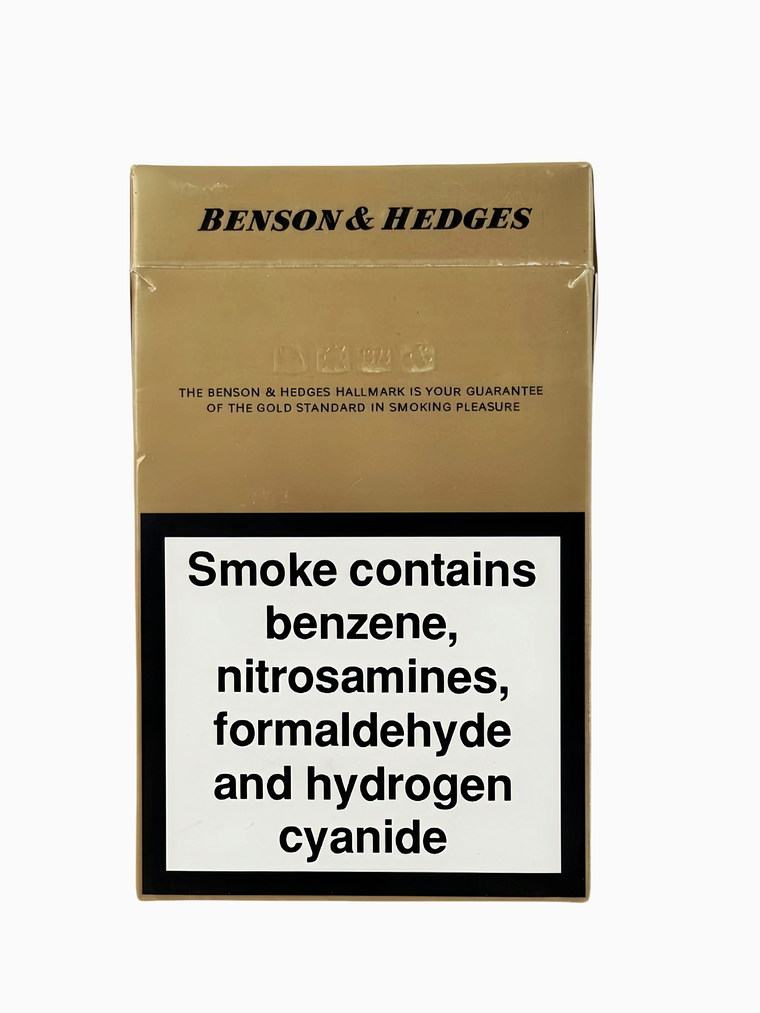 BENSON & HEDGES
THE BENSON & HEDGES HALLMARK IS YOUR GUARANTEE
OF THE GOLD STANDARD IN SMOKING PLEASURE
Smoke contains
benzene,
nitrosamines,
formaldehyde
and hydrogen
cyanide